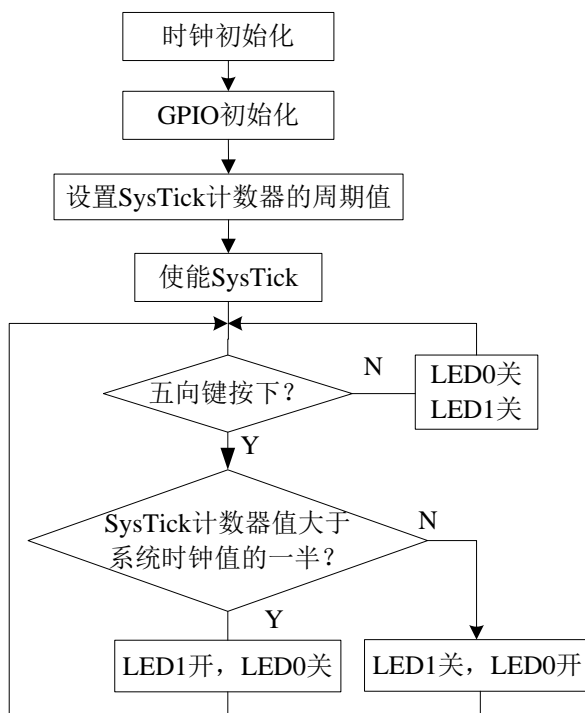 时钟初始化
GPIO初始化
设置SysTick计数器的周期值
使能SysTick
五向键按下？
N
LED0关
LED1关
Y
SysTick计数器值大于
系统时钟值的一半？
N
Y
LED1开，LED0关
LED1关，LED0开